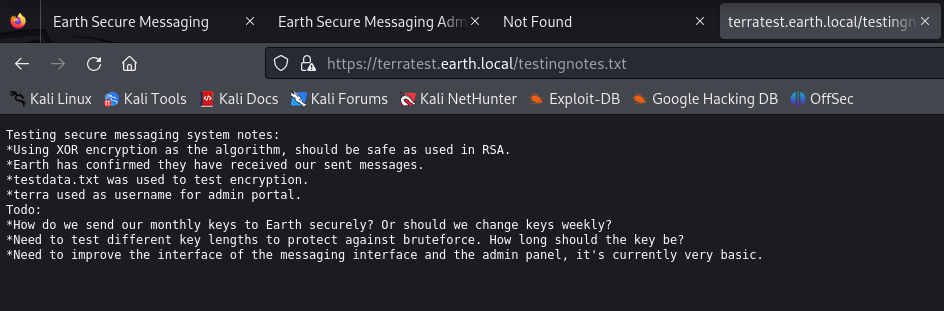 Earth Secure Messaging
Earth Secure Messaging Adm
Not Found
terratest.earth.local/testingn
https://terratest.earth.local/testingnotes.txt
Kali Linux
Kali Tools
Kali Docs
Kali Forums
Kali NetHunter
Exploit-DB
Google Hacking DB
OffSec
Testing secure messaging system notes:
*Using XOR encryption as the algorithm, should be safe as used in RSA.
*Earth has confirmed they have received our sent messages.
*testdata.txt was used to test encryption.
*terra used as username for admin portal.
Todo:
*How do we send our monthly keys to Earth securely? Or should we change keys weekly?
*Need to test different key lengths to protect against bruteforce. How long should the key be?
*Need to improve the interface of the messaging interface and the admin panel, it's currently very basic.